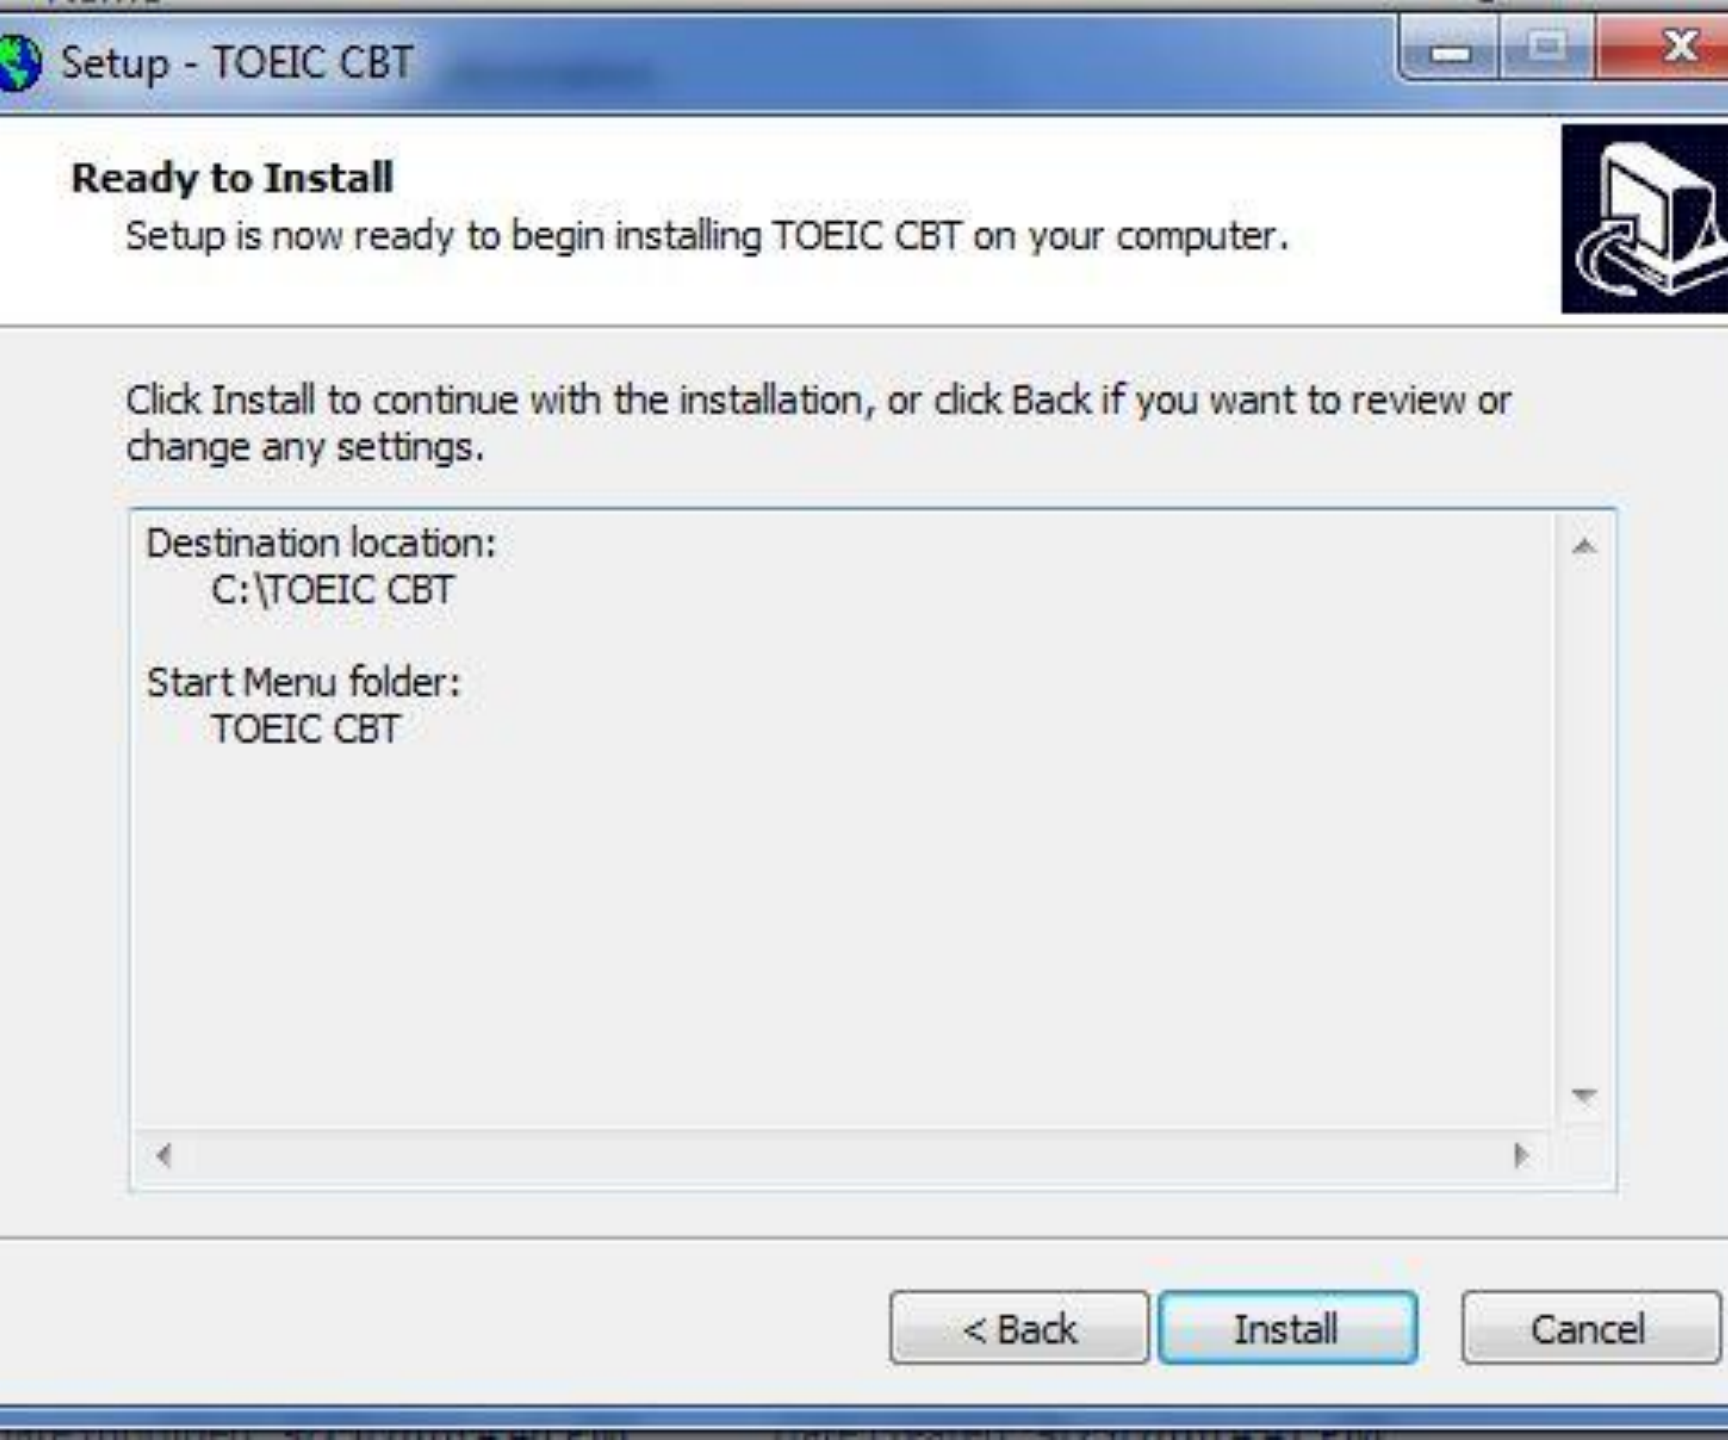 Setup - TOEIC CBT
Ready to Install
Setup is now ready to begin installing TOEIC CBT on your computer.
Click Install to continue with the installation, or click Back if you want to review or
change any settings.
Destination location:
C:\TOEIC CBT
Start Menu folder:
TOEIC CBT
< Back
Install
Cancel